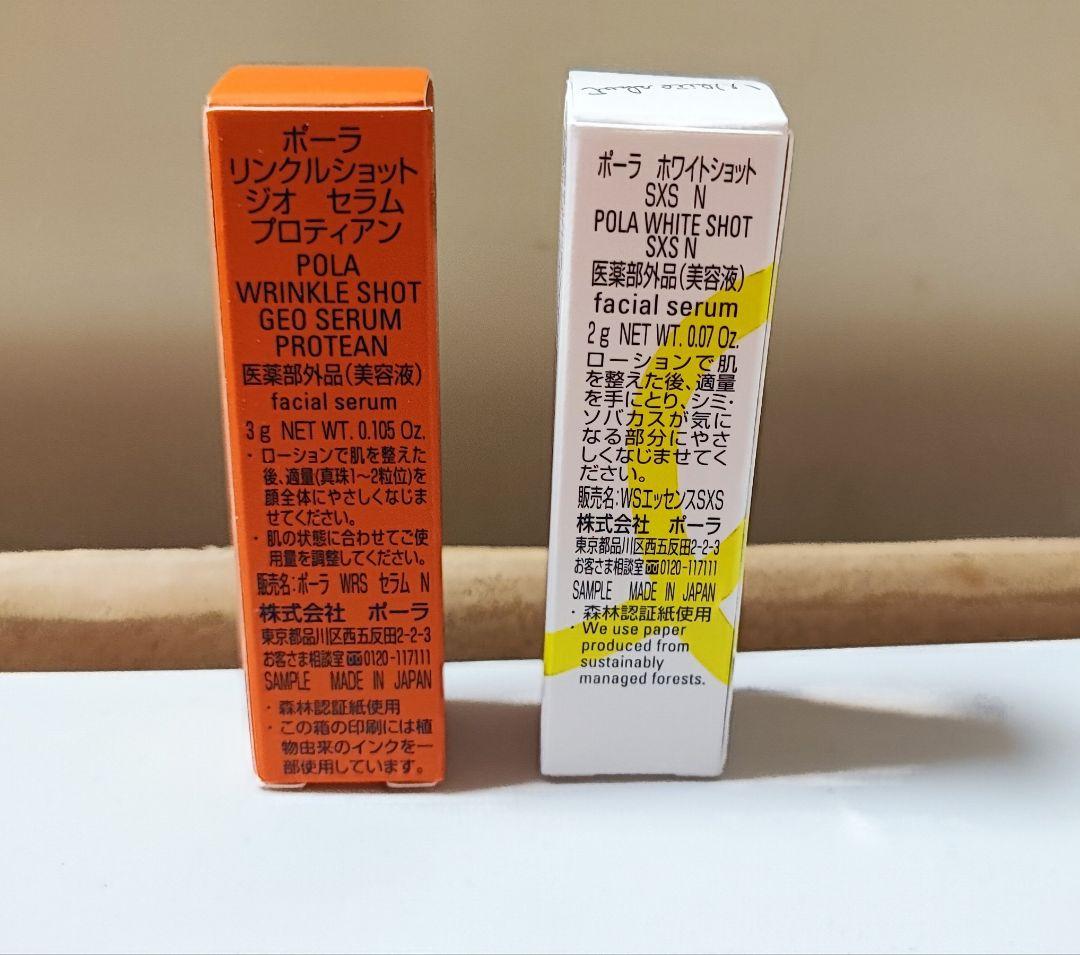 ポーラ
リンクルショット
ジオ セラム
プロティアン
POLA
WRINKLE SHOT
GEO SERUM
PROTEAN
医薬部外品(美容液)
facial serum
3g NET WT. 0.105 Oz.
・ローションで肌を整えた
後、適量(真珠1〜2粒位)を
顔全体にやさしくなじま
せてください。
・肌の状態に合わせてご使
用量を調整してください。
販売名:ポーラ WRS セラム N
株式会社 ポーラ
東京都品川区西五反田2-2-3
お客さま相談室 0120-117111
SAMPLE MADE IN JAPAN
・森林認証紙使用
・この箱の印刷には植
物由来のインクを一
部使用しています。
White shot
ポーラ ホワイトショット
SXS N
POLA WHITE SHOT
SXS N
医薬部外品(美容液)
facial serum
2g NET WT. 0.07 Oz.
ローションで肌
を整えた後、適量
を手にとり、シミ・
ソバカスが気に
なる部分にやさ
しくなじませてく
ださい。
販売名:WSエッセンスSXS
株式会社 ポーラ
東京都品川区西五反田2-2-3
お客さま相談室 0120-117111
SAMPLE MADE IN JAPAN
・森林認証紙使用
・We use paper
produced from
sustainably
managed forests.